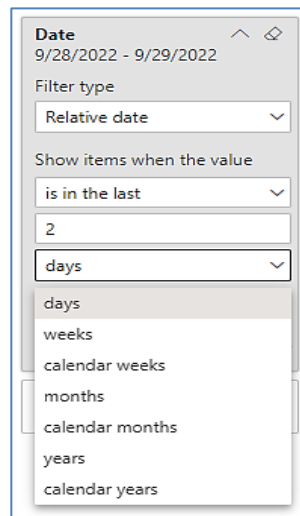 Date
9/28/2022 - 9/29/2022
Filter type
Relative date
Show items when the value
is in the last
2
days
days
weeks
calendar weeks
months
calendar months
years
calendar years